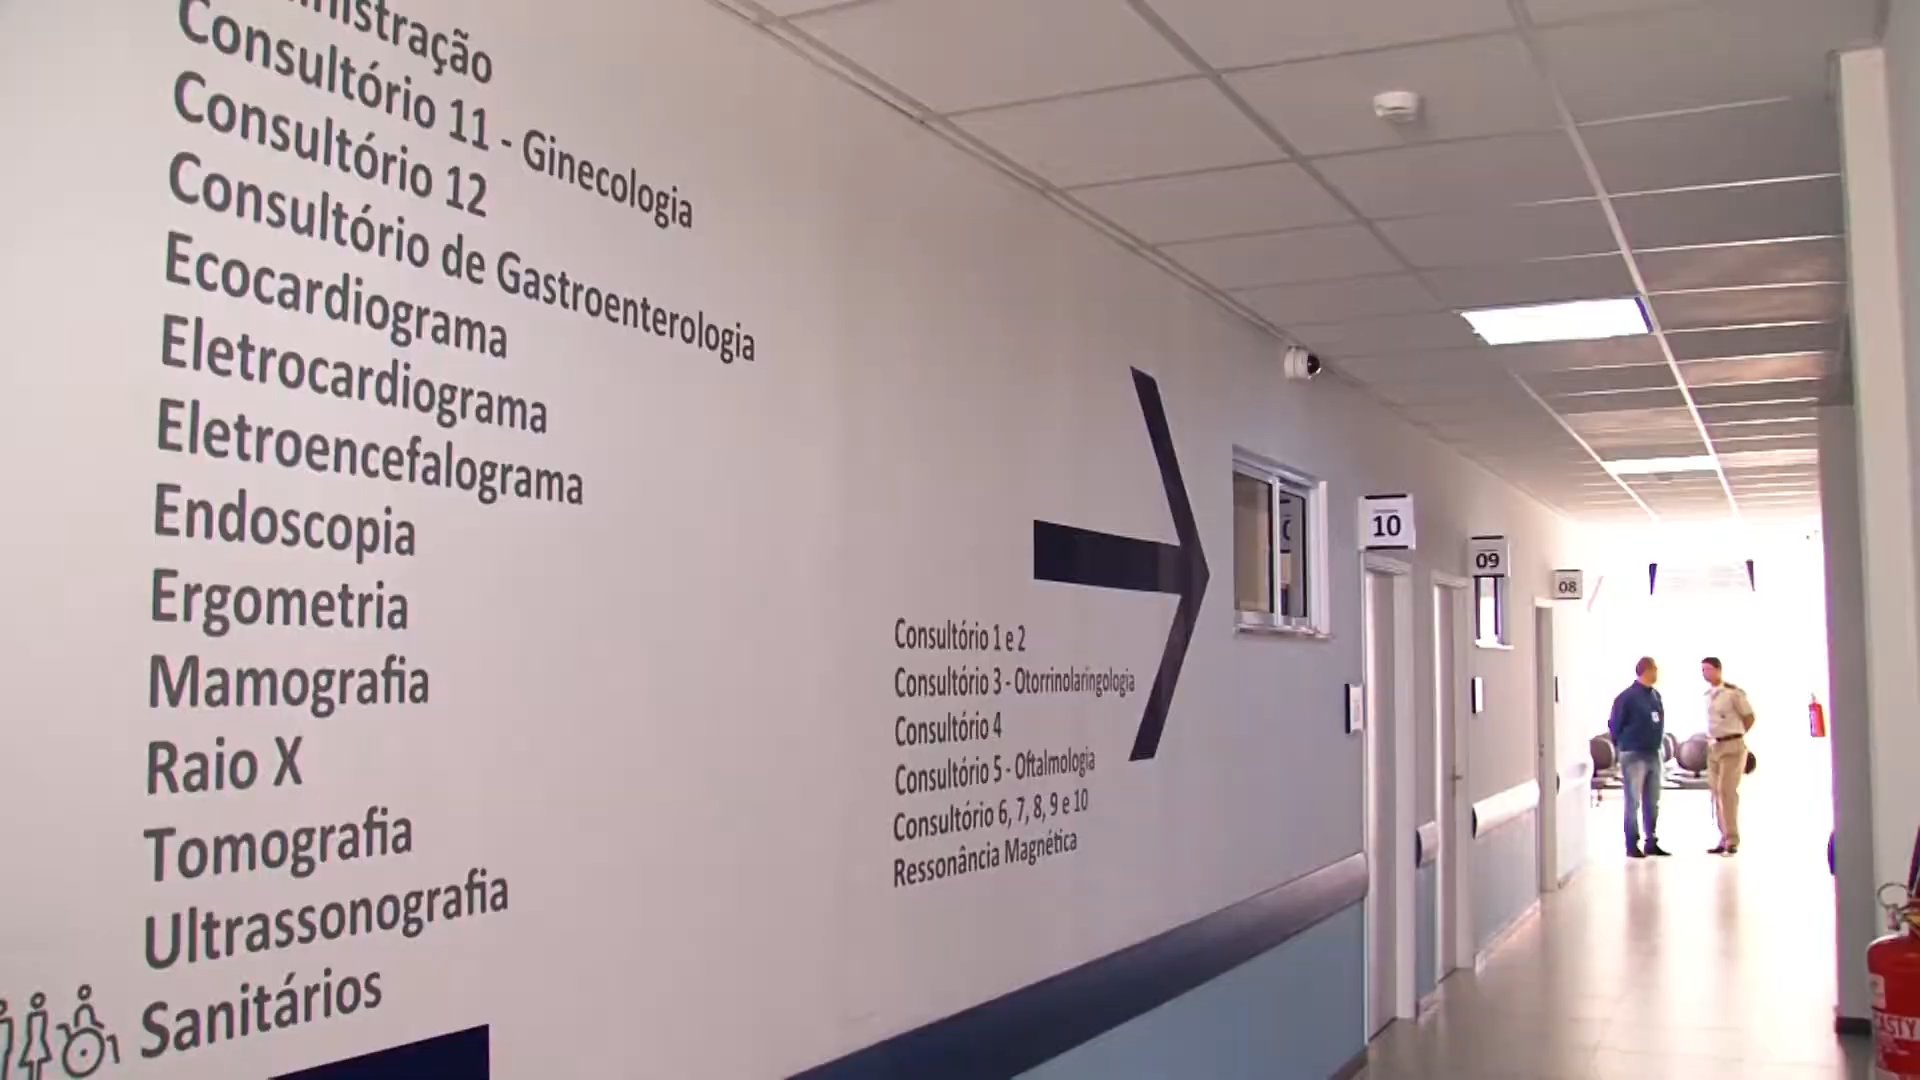 Consultório 11 - Ginecologia
Consultório 12
Consultório de Gastroenterologia
Ecocardiograma
Eletrocardiograma
Eletroencefalograma
Endoscopia
Ergometria
Mamografia
Raio X
Tomografia
Ultrassonografia
Sanitários
Consultório 1 e 2
Consultório 3 - Otorrinolaringologia
Consultório 4
Consultório 5 - Oftalmologia
Consultório 6, 7, 8, 9 e 10
Ressonância Magnética
10
09
08